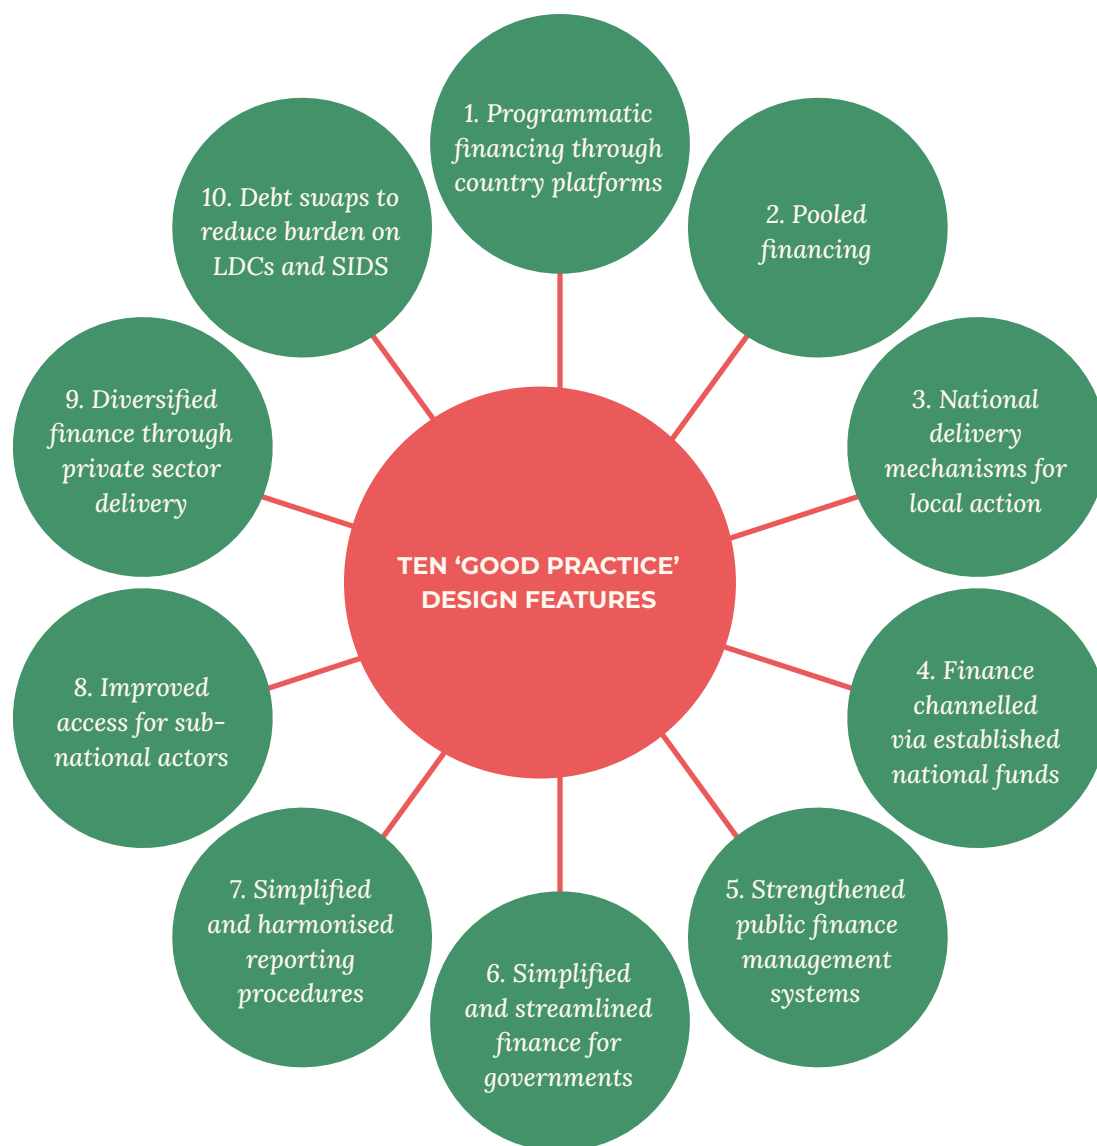 1. Programmatic
financing through
country platforms
2. Pooled
financing
3. National
delivery
mechanisms for
local action
4. Finance
channelled
via established
national funds
5. Strengthened
public finance
management
systems
6. Simplified
and streamlined
finance for
governments
7. Simplified
and harmonised
reporting
procedures
8. Improved
access for sub-
national actors
9. Diversified
finance through
private sector
delivery
10. Debt swaps to
reduce burden on
LDCs and SIDS
TEN ‘GOOD PRACTICE’
DESIGN FEATURES